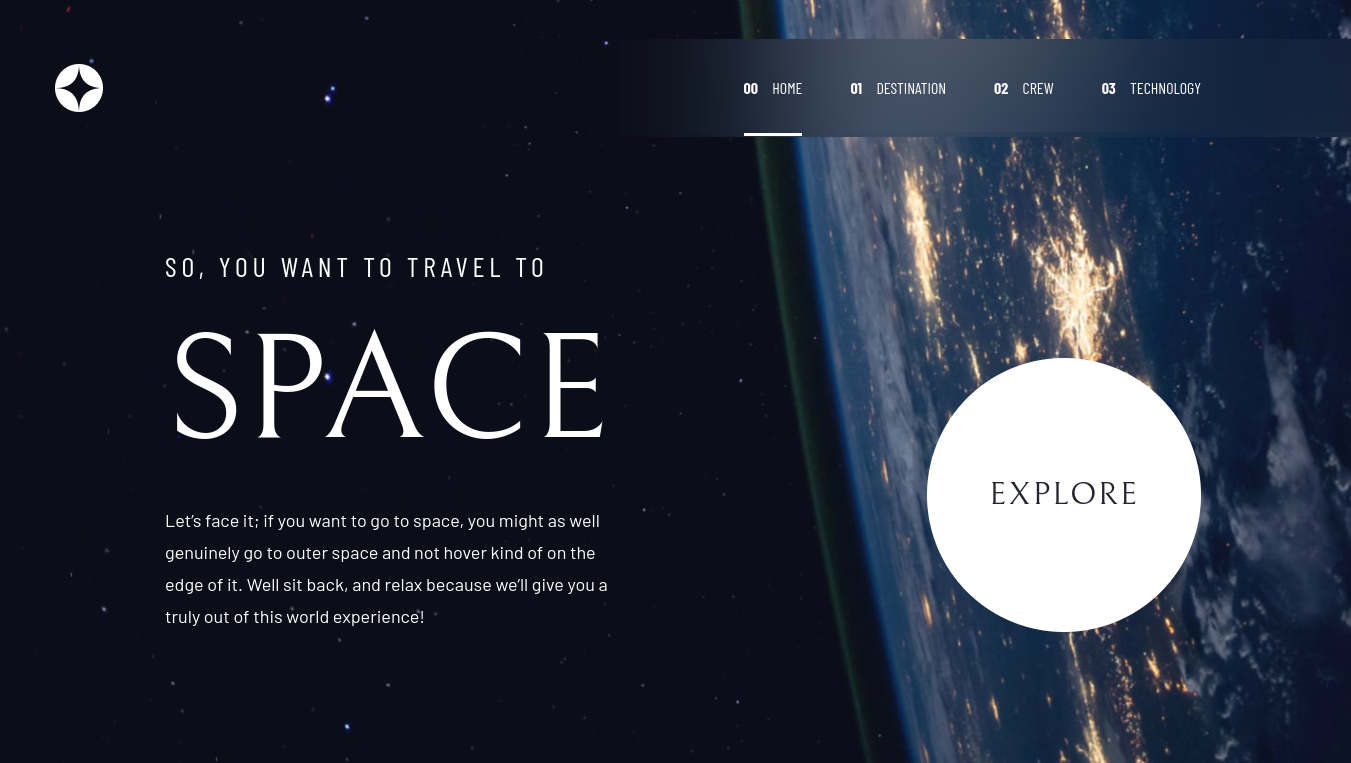 00 HOME 01 DESTINATION 02 CREW 03 TECHNOLOGY
SO, YOU WANT TO TRAVEL TO
SPACE
Let’s face it; if you want to go to space, you might as well
genuinely go to outer space and not hover kind of on the
edge of it. Well sit back, and relax because we’ll give you a
truly out of this world experience!
EXPLORE